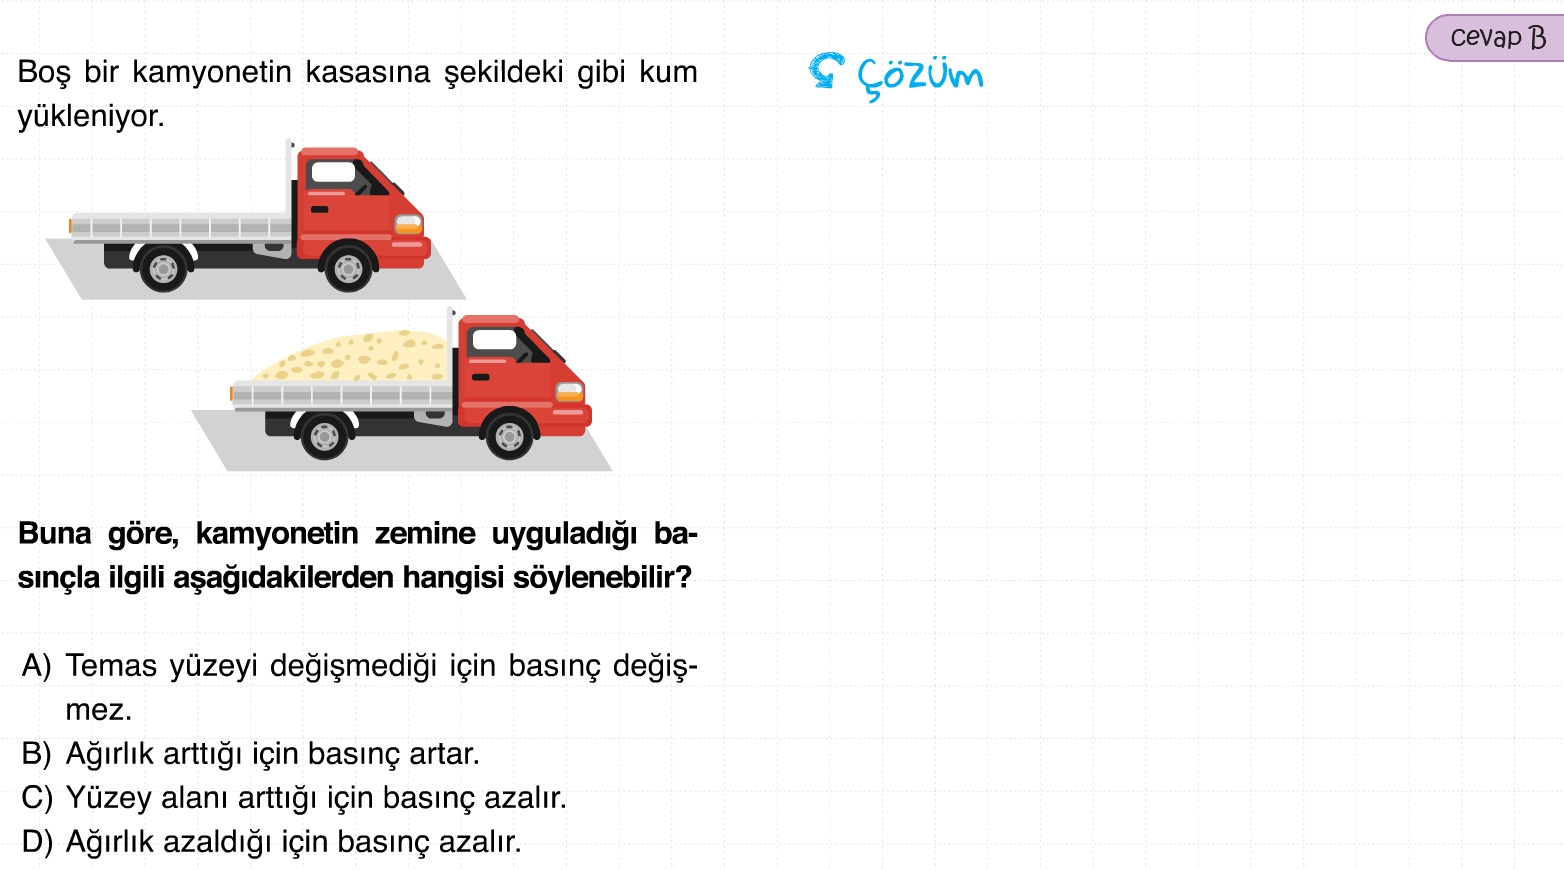 Boş bir kamyonetin kasasına şekildeki gibi kum
yükleniyor.
Buna göre, kamyonetin zemine uyguladığı ba-
sınçla ilgili aşağıdakilerden hangisi söylenebilir?
A) Temas yüzeyi değişmediği için basınç değiş-
mez.
B) Ağırlık arttığı için basınç artar.
C) Yüzey alanı arttığı için basınç azalır.
D) Ağırlık azaldığı için basınç azalır.
Çözüm
Cevap B